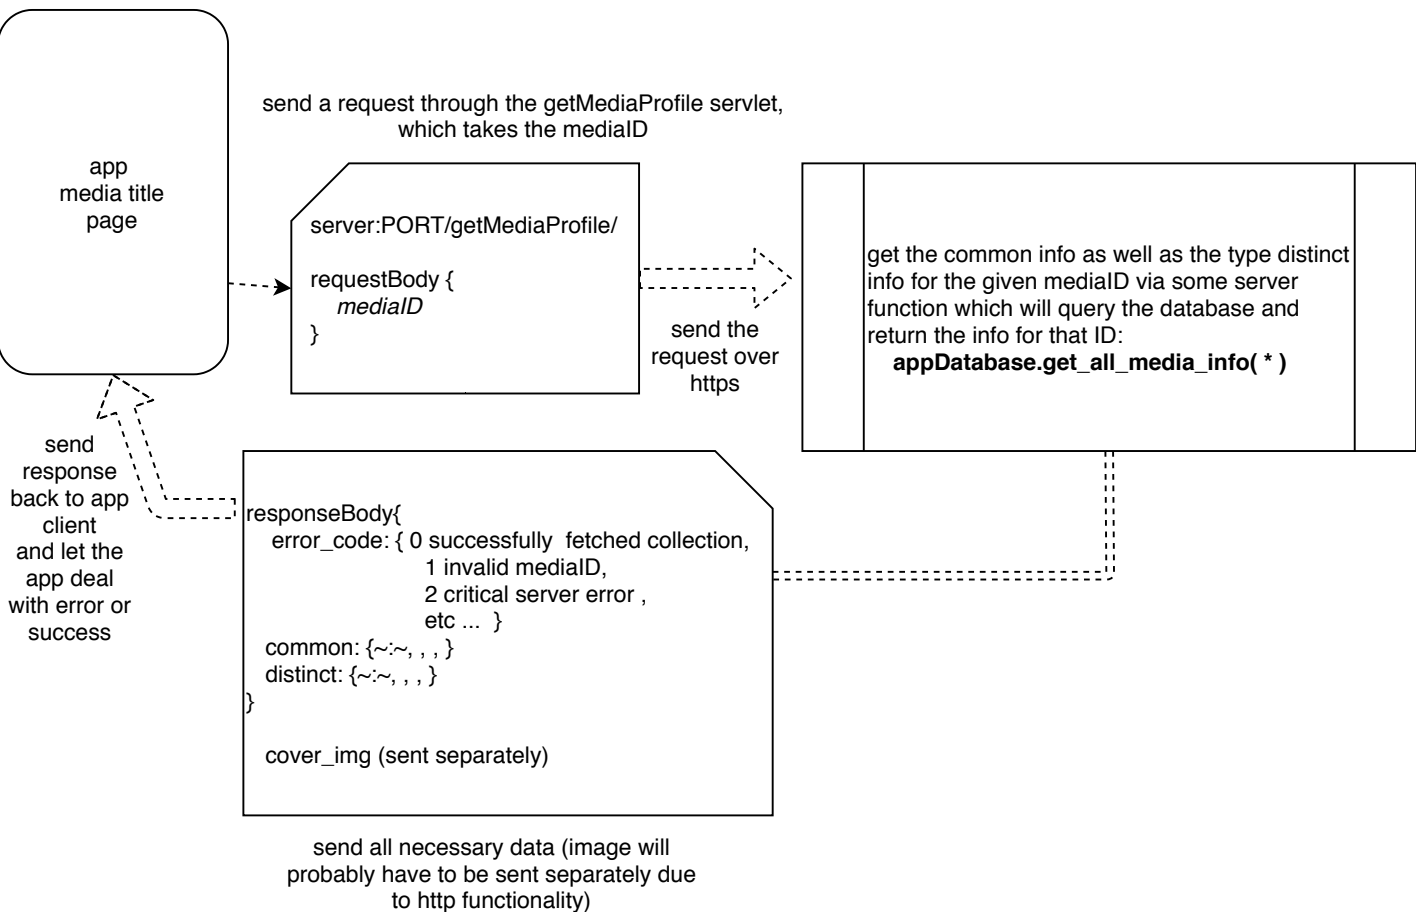 app
media title
page
send a request through the getMediaProfile servlet,
which takes the mediaID
server:PORT/getMediaProfile/
requestBody {
mediaID
}
send the
request over
https
get the common info as well as the type distinct
info for the given mediaID via some server
function which will query the database and
return the info for that ID:
appDatabase.get_all_media_info( * )
send
response
back to app
client
and let the
app deal
with error or
success
responseBody{
error_code: { 0 successfully  fetched collection,
1 invalid mediaID,
2 critical server error ,
etc ...  }
common: {~:~, , , }
distinct: {~:~, , , }
}
cover_img (sent separately)
send all necessary data (image will
probably have to be sent separately due
to http functionality)